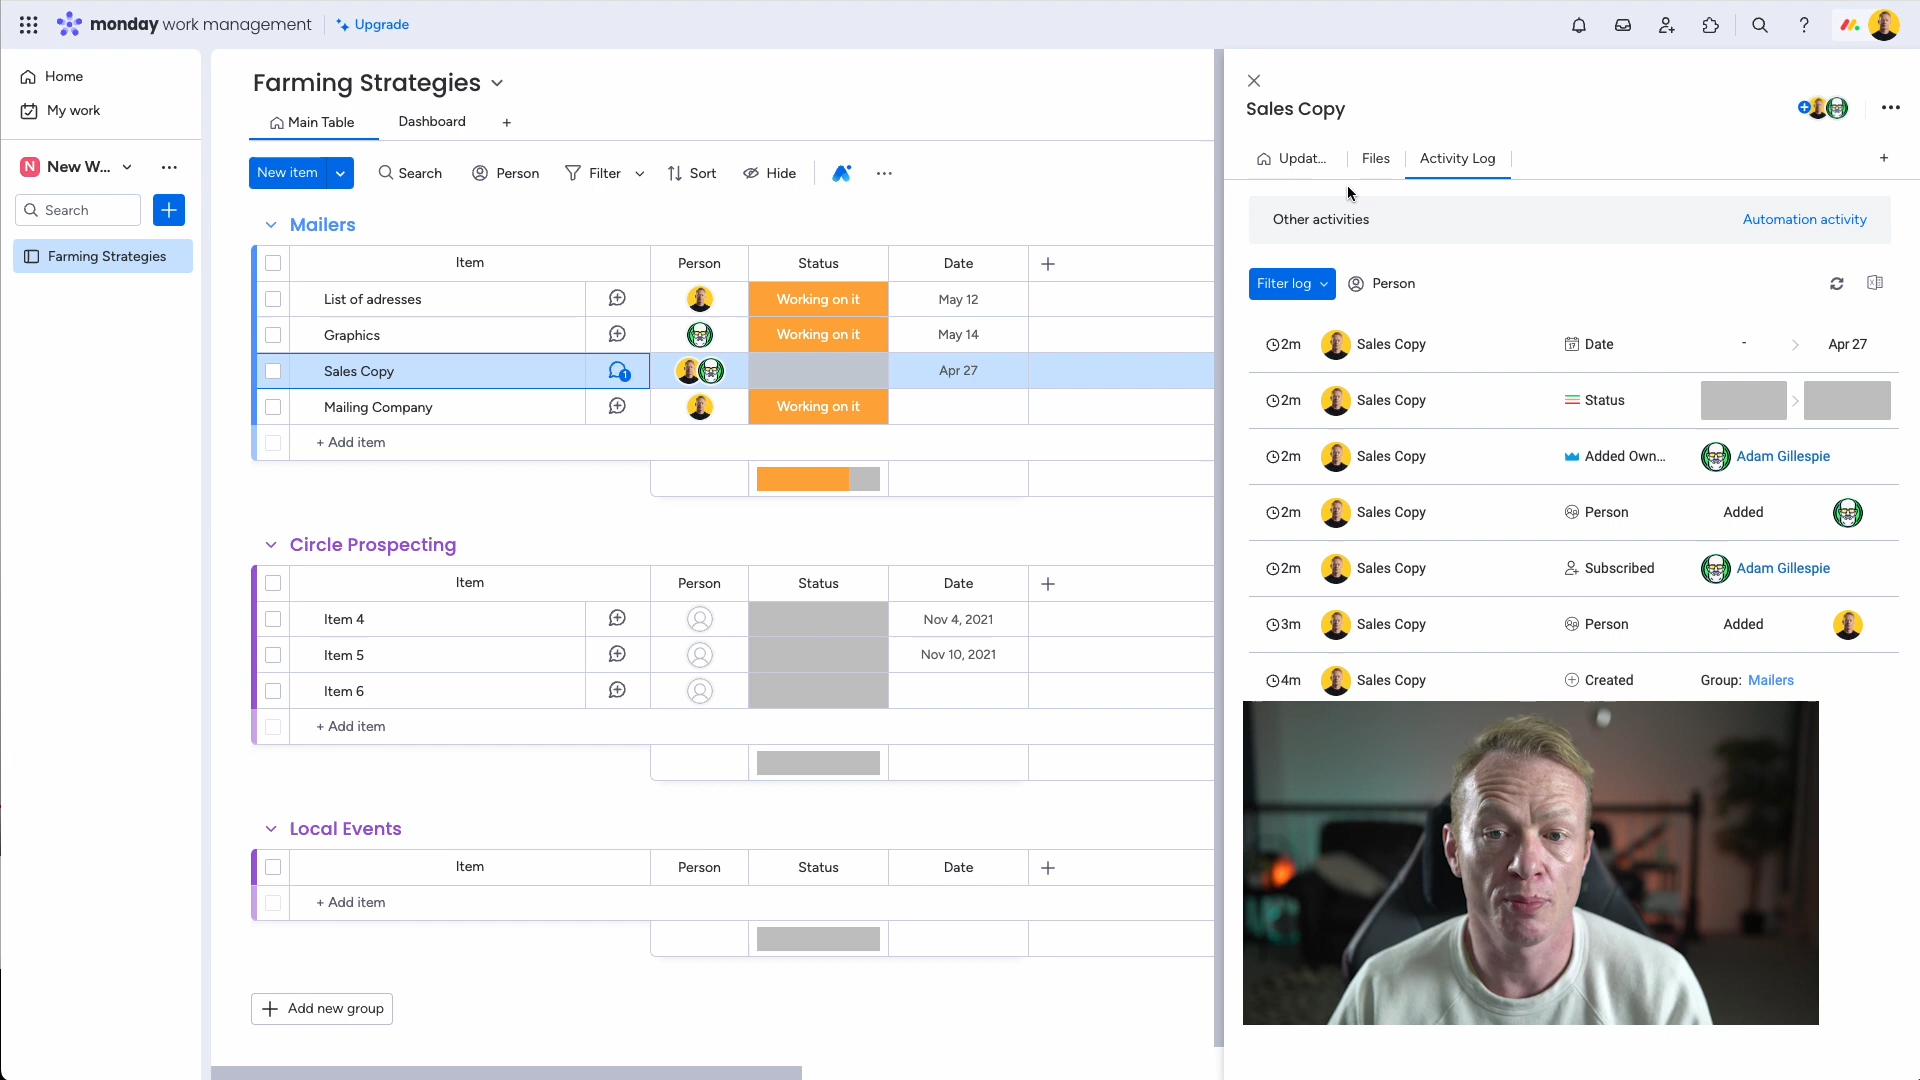 monday work management
Upgrade
Home
My work
N New W...
Search
Farming Strategies
Farming Strategies
Main Table
Dashboard
New item
Search
Person
Filter
Sort
Hide
Mailers
Item Person Status Date
List of adresses Working on it May 12
Graphics Working on it May 14
Sales Copy 1 Apr 27
Mailing Company Working on it
+ Add item
Circle Prospecting
Item Person Status Date
Item 4 Nov 4, 2021
Item 5 Nov 10, 2021
Item 6
+ Add item
Local Events
Item Person Status Date
+ Add item
Add new group
Sales Copy
Updat...
Files
Activity Log
Other activities
Automation activity
Filter log
Person
2m Sales Copy Date - Apr 27
2m Sales Copy Status
2m Sales Copy Added Own... Adam Gillespie
2m Sales Copy Person Added
2m Sales Copy Subscribed Adam Gillespie
3m Sales Copy Person Added
4m Sales Copy Created Group: Mailers